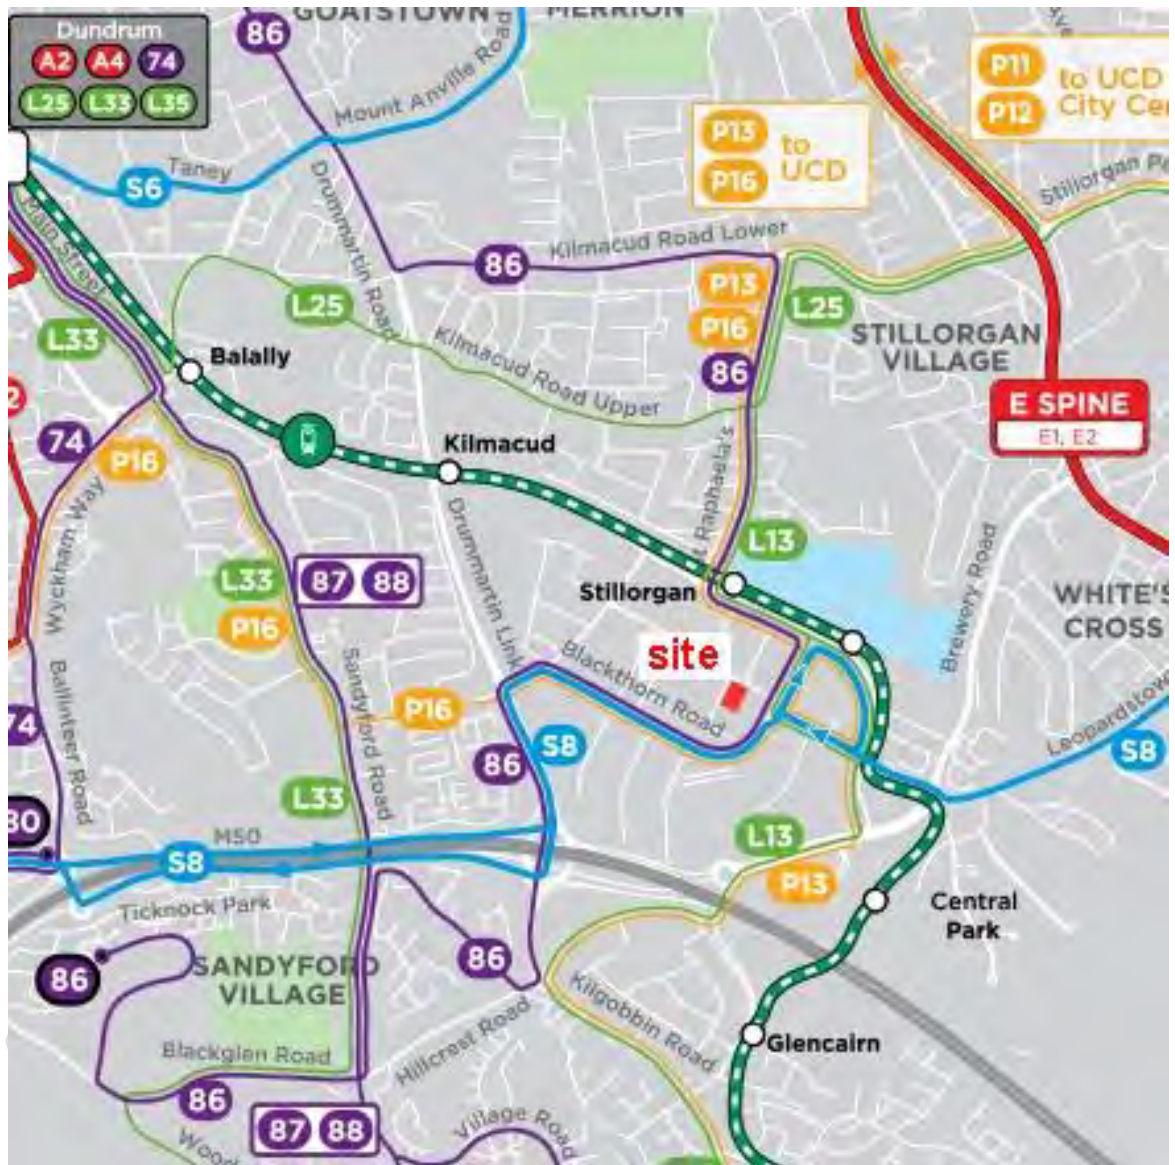 GOATSTOWN
MERRION
86
Dundrum
A2 A4 74
L25 L33 L35
Mount Anville Road
P11
P12
to UCD
City Ce
P13
P16
to
UCD
Taney
S6
Stillorgan
Main Street
Drummartin Road
Kilmacud Road Lower
86
P13
L25
L25
P16
L33
Balally
Kilmacud Road Upper
86
STILLORGAN
VILLAGE
E SPINE
E1, E2
2
74
P16
Kilmacud
Raphaela's
Wyckham Way
Drummartin Link
L13
L33
87 88
Stillorgan
Brewery Road
WHITE'S
CROSS
P16
site
Blackthorn Road
Ballinteer Road
Sandyford Road
P16
74
86
S8
Leopardstow
S8
L33
80
M50
S8
L13
P13
Ticknock Park
Central
Park
86
SANDYFORD
VILLAGE
86
Kilgobbin Road
Hillcrest Road
Glencairn
Blackglen Road
86
87 88
Village Road
Wood